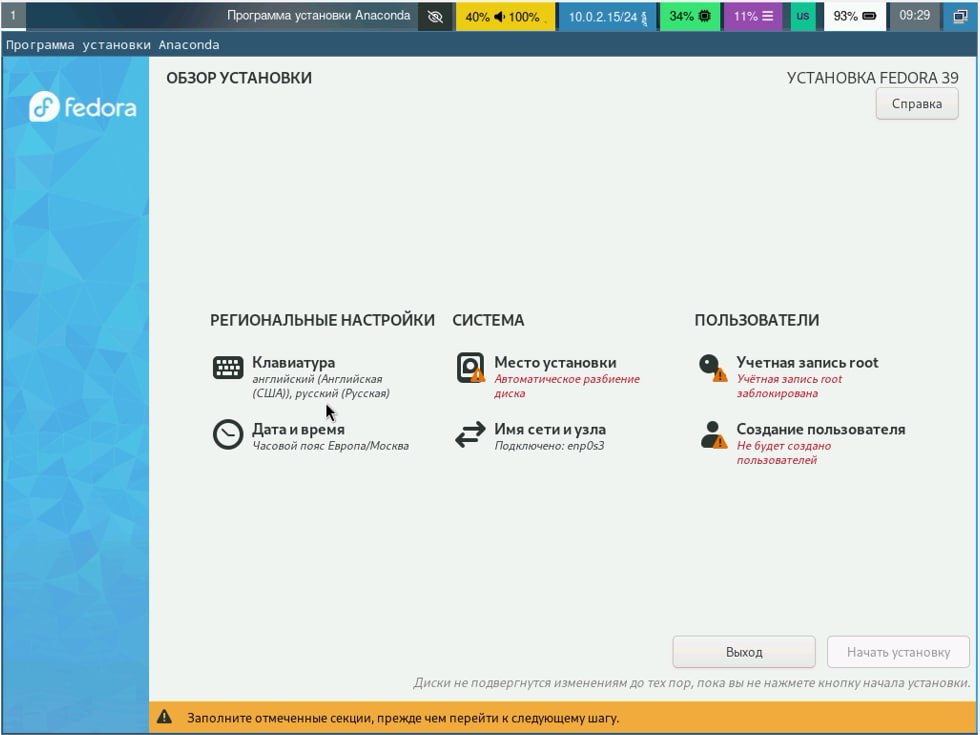 1
Программа установки Anaconda
40% 100%
10.0.2.15/24
34%
11%
US
93%
09:29
Программа установки Anaconda
fedora
ОБЗОР УСТАНОВКИ
УСТАНОВКА FEDORA 39
Справка
РЕГИОНАЛЬНЫЕ НАСТРОЙКИ
Клавиатура
английский (Английская
(США)), русский (Русская)
Дата и время
Часовой пояс Европа/Москва
СИСТЕМА
Место установки
Автоматическое разбиение
диска
Имя сети и узла
Подключено: enp0s3
ПОЛЬЗОВАТЕЛИ
Учетная запись root
Учётная запись root
заблокирована
Создание пользователя
Не будет создано
пользователей
Выход
Начать установку
Диски не подвергнутся изменениям до тех пор, пока вы не нажмете кнопку начала установки.
Заполните отмеченные секции, прежде чем перейти к следующему шагу.